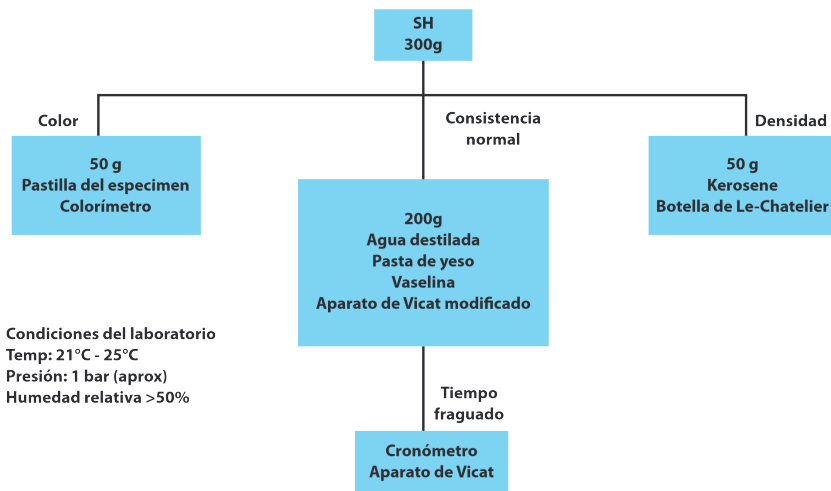 SH
300g
Color
Consistencia
normal
Densidad
50 g
Pastilla del especimen
Colorímetro
200g
Agua destilada
Pasta de yeso
Vaselina
Aparato de Vicat modificado
50 g
Kerosene
Botella de Le-Chatelier
Condiciones del laboratorio
Temp: 21°C - 25°C
Presión: 1 bar (aprox)
Humedad relativa >50%
Tiempo
fraguado
Cronómetro
Aparato de Vicat